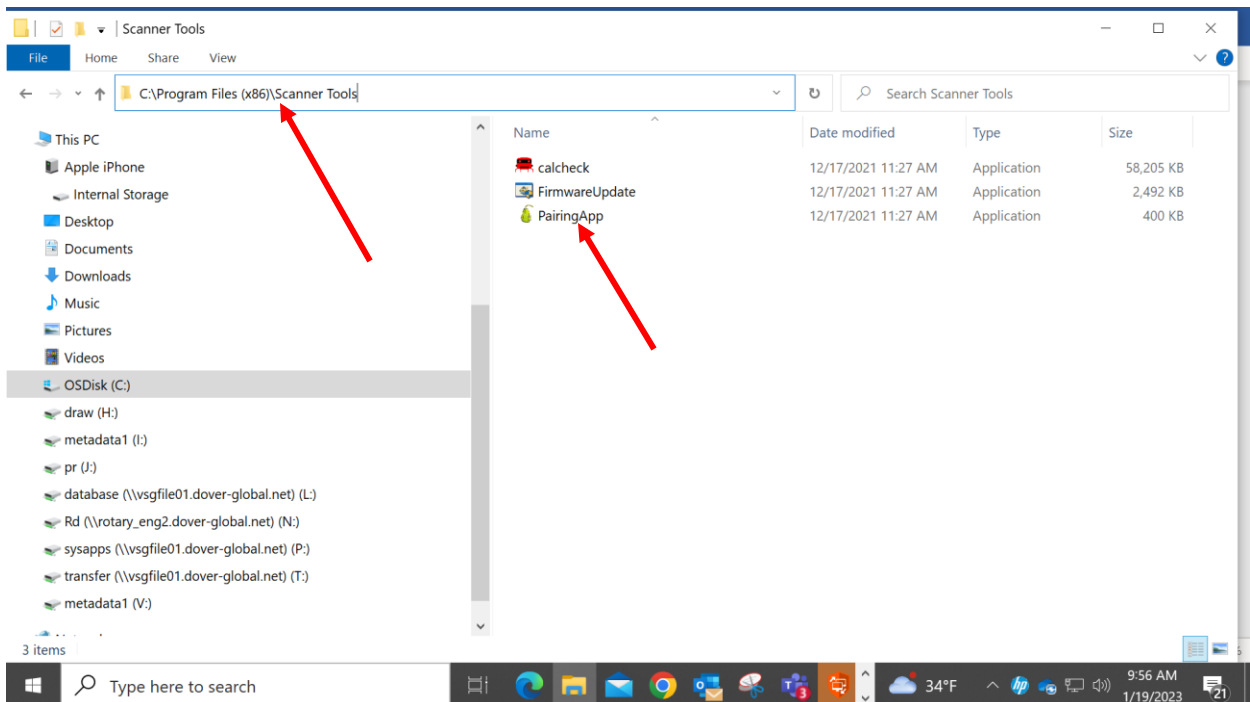 Scanner Tools
File Home Share View
C:\Program Files (x86)\Scanner Tools
Search Scanner Tools
This PC
Apple iPhone
Internal Storage
Desktop
Documents
Downloads
Music
Pictures
Videos
OSDisk (C:)
draw (H:)
metadata1 (I:)
pr (J:)
database (\\vsgfile01.dover-global.net) (L:)
Rd (\\rotary_eng2.dover-global.net) (N:)
sysapps (\\vsgfile01.dover-global.net) (P:)
transfer (\\vsgfile01.dover-global.net) (T:)
metadata1 (V:)
Name Date modified Type Size
calcheck 12/17/2021 11:27 AM Application 58,205 KB
FirmwareUpdate 12/17/2021 11:27 AM Application 2,492 KB
PairingApp 12/17/2021 11:27 AM Application 400 KB
3 items
Type here to search
34°F
9:56 AM
1/19/2023
21